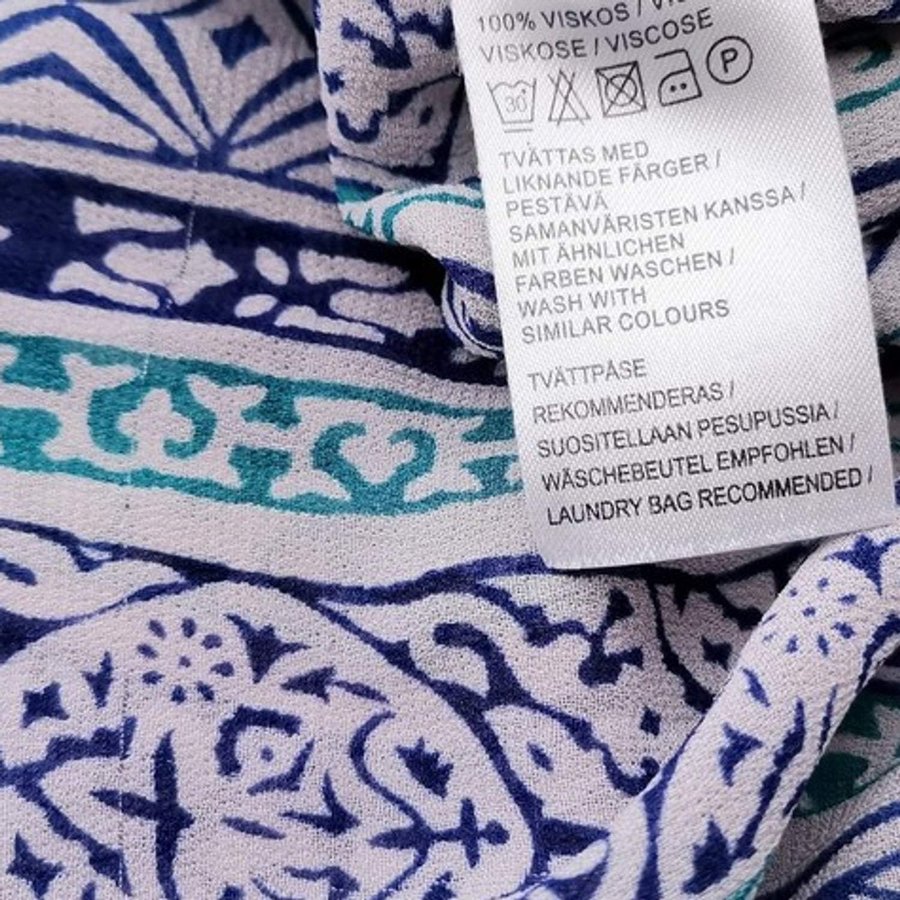 100% VISKOS /
VISKOSE / VISCOSE
30 P
TVÄTTAS MED
LIKNANDE FÄRGER /
PESTÄVÄ
SAMANVÄRISTEN KANSSA /
MIT ÄHNLICHEN
FARBEN WASCHEN /
WASH WITH
SIMILAR COLOURS
TVÄTTPÅSE
REKOMMENDERAS /
SUOSITELLAAN PESUPUSSIA /
WÄSCHEBEUTEL EMPFOHLEN /
LAUNDRY BAG RECOMMENDED /